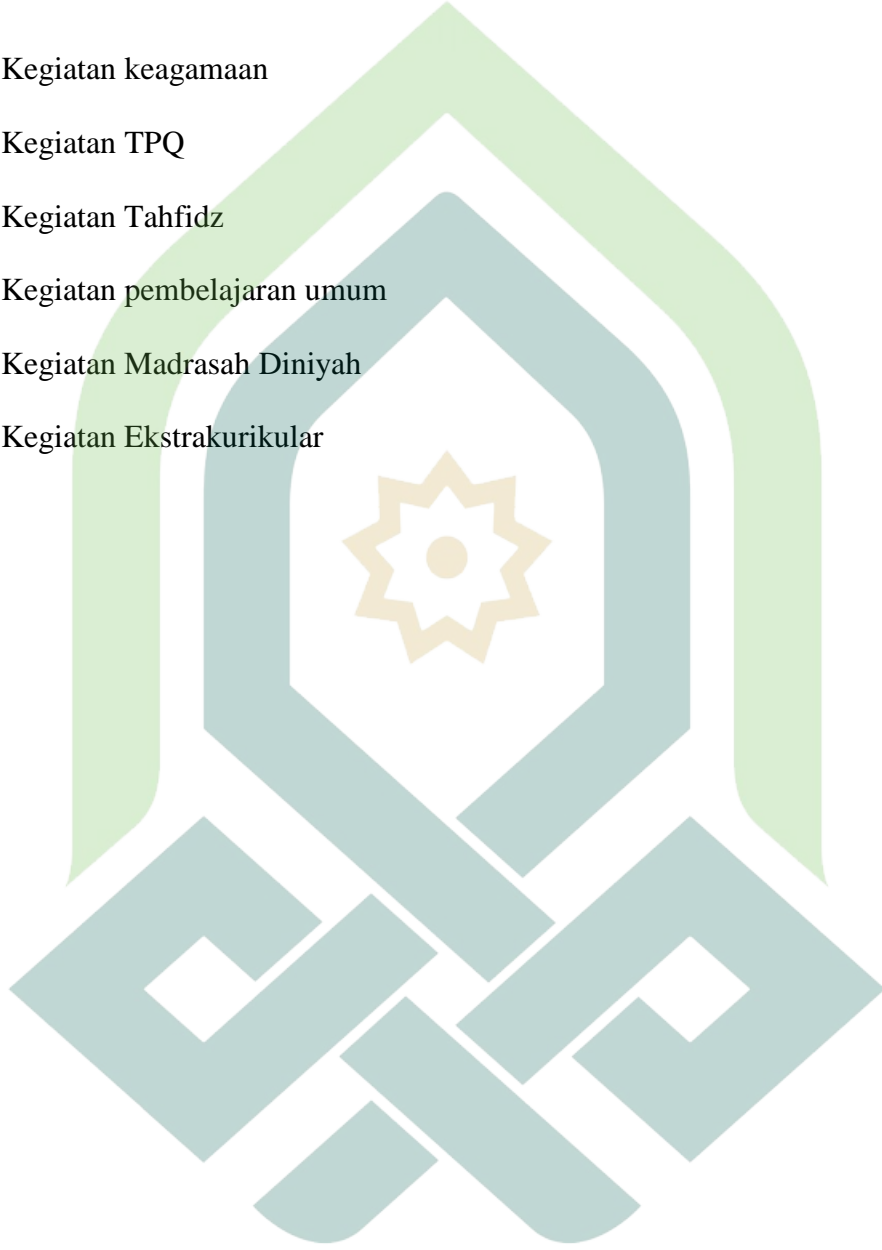 Kegiatan keagamaan
Kegiatan TPQ
Kegiatan Tahfidz
Kegiatan pembelajaran umum
Kegiatan Madrasah Diniyah
Kegiatan Ekstrakurikular